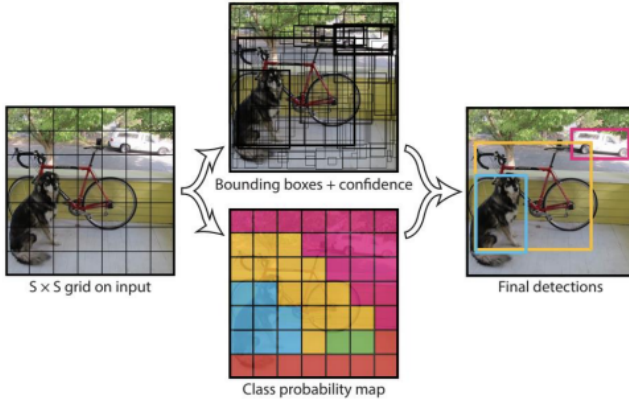 Bounding boxes + confidence
S × S grid on input
Final detections
Class probability map